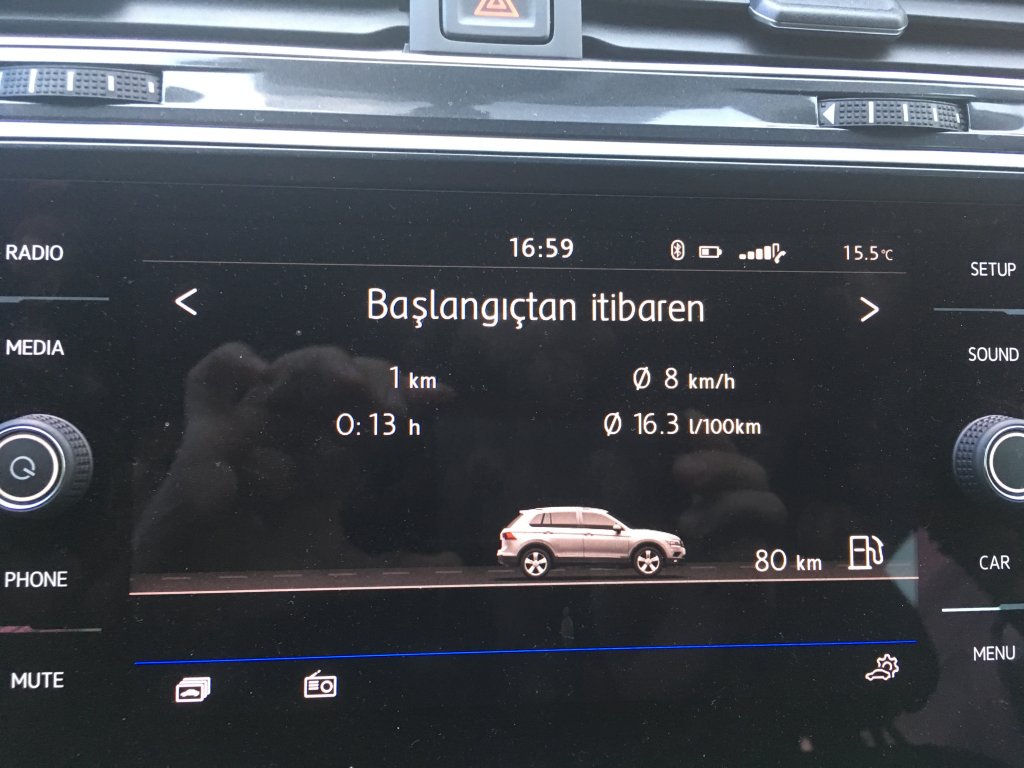 16:59
15.5°C
Başlangıçtan itibaren
1 km
Ø 8 km/h
0:13 h
Ø 16.3 l/100km
80 km
RADIO
MEDIA
PHONE
MUTE
SETUP
SOUND
CAR
MENU